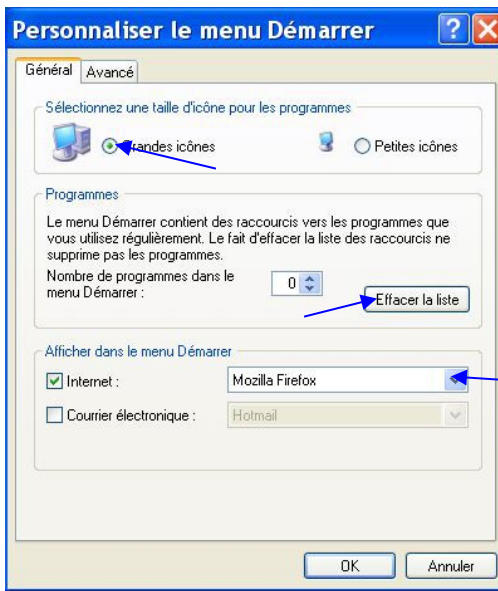 Personnaliser le menu Démarrer
Général Avancé
Sélectionnez une taille d'icône pour les programmes
Grandes icônes Petites icônes
Programmes
Le menu Démarrer contient des raccourcis vers les programmes que
vous utilisez régulièrement. Le fait d'effacer la liste des raccourcis ne
supprime pas les programmes.
Nombre de programmes dans le
menu Démarrer :
0
Effacer la liste
Afficher dans le menu Démarrer
Internet : Mozilla Firefox
Courrier électronique : Hotmail
OK Annuler